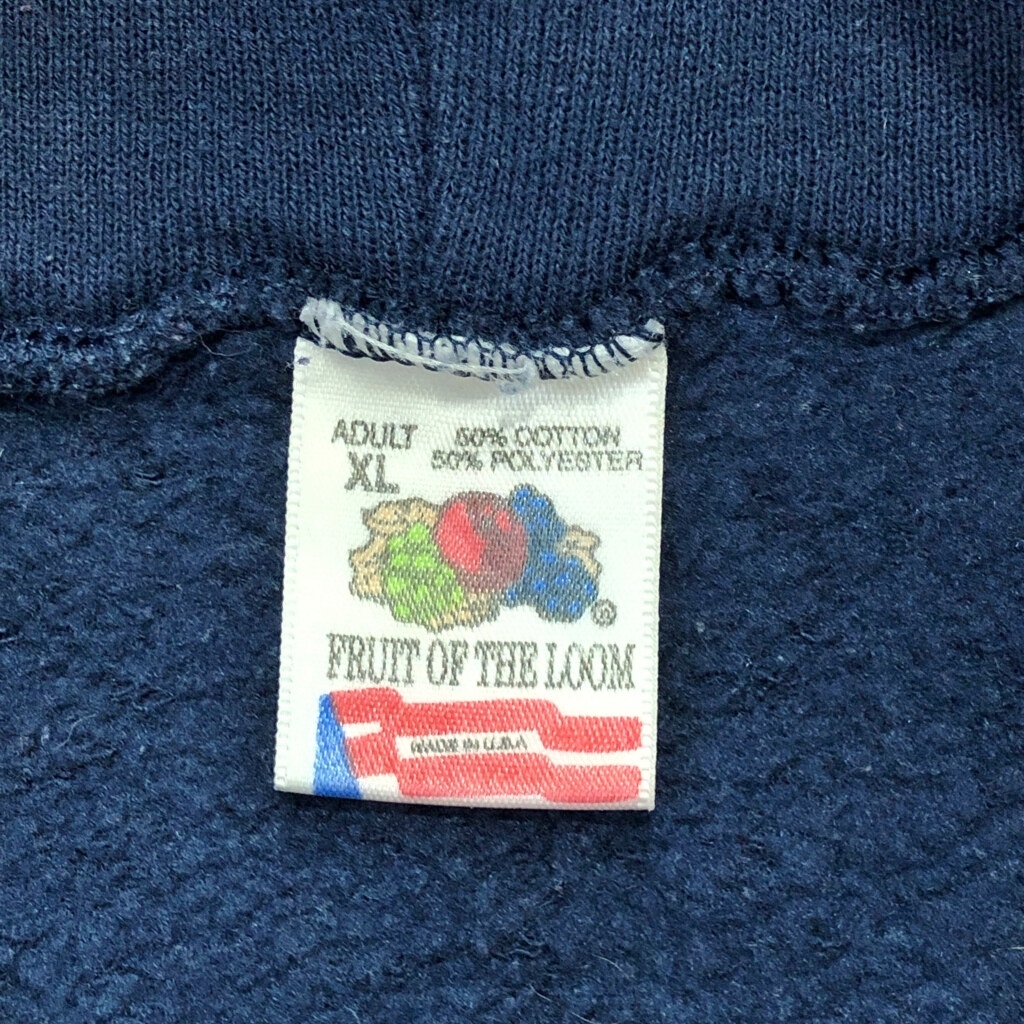 ADULT
XL
50% COTTON
50% POLYESTER
®
FRUIT OF THE LOOM
MADE IN U.S.A